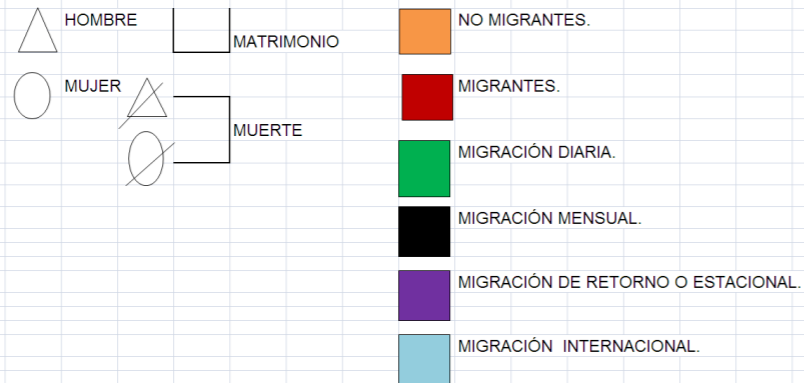 HOMBRE
MATRIMONIO
MUJER
MUERTE
NO MIGRANTES.
MIGRANTES.
MIGRACIÓN DIARIA.
MIGRACIÓN MENSUAL.
MIGRACIÓN DE RETORNO O ESTACIONAL.
MIGRACIÓN INTERNACIONAL.